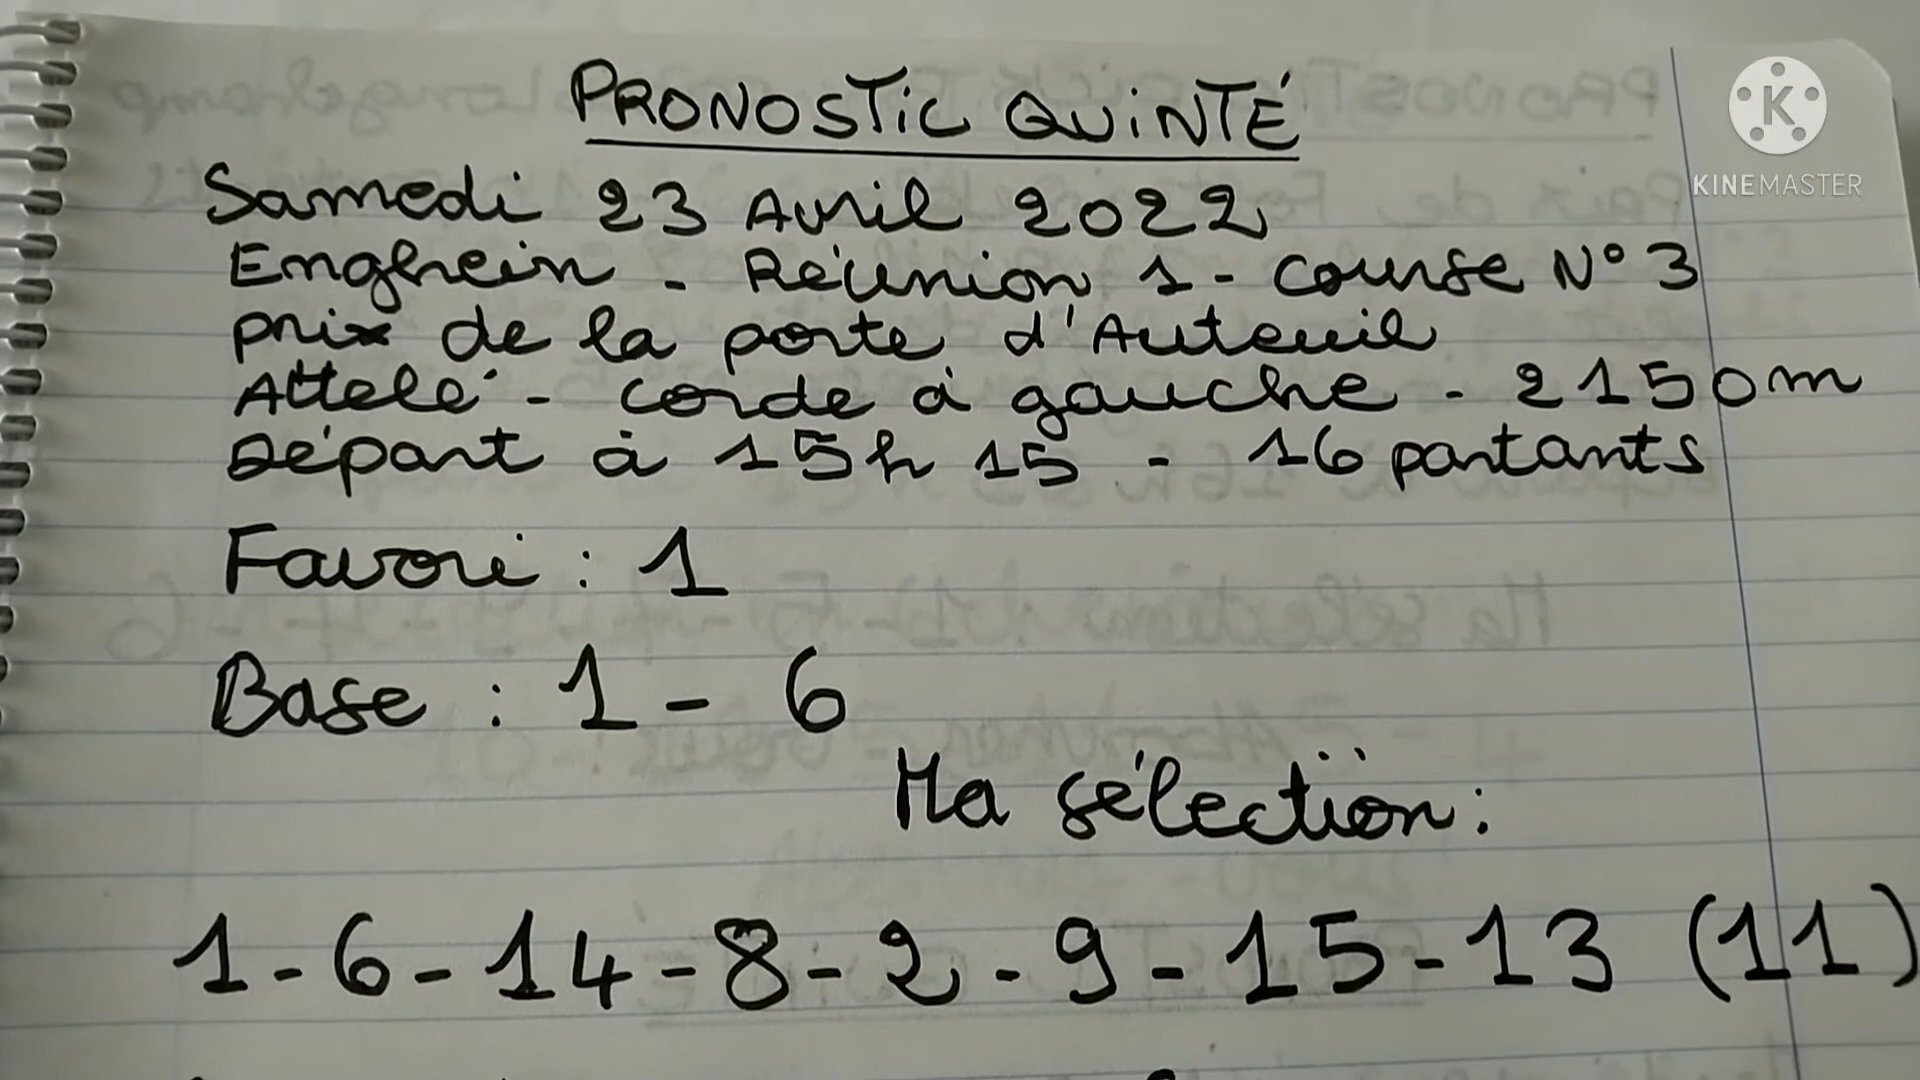 PRONOSTIC QUINTÉ
Samedi 23 Avril 2022
Enghein - Réunion 1 - course N° 3
prix de la porte d'Auteuil
Attelé - corde à gauche - 2150m
Départ à 15h15 - 16 partants
Favori : 1
Base : 1 - 6
Ma sélection :
1 - 6 - 14 - 8 - 2 - 9 - 15 - 13 (11)
K
KINEMASTER